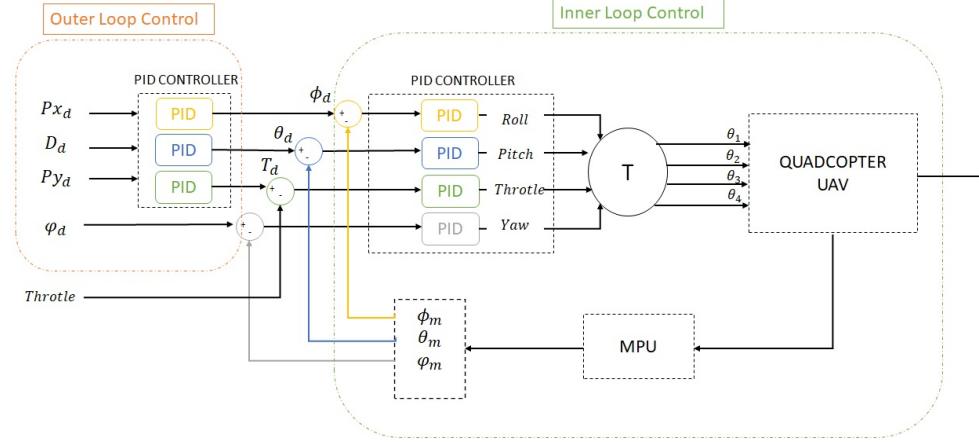 Outer Loop Control
Inner Loop Control
PID CONTROLLER
PID CONTROLLER
Px_d
D_d
Py_d
φ_d
Throtle
PID
PID
PID
ϕ_d
θ_d
T_d
+
-
+
-
+
-
+
-
PID
PID
PID
PID
Roll
Pitch
Throtle
Yaw
T
θ_1
θ_2
θ_3
θ_4
QUADCOPTER
UAV
ϕ_m
θ_m
φ_m
MPU